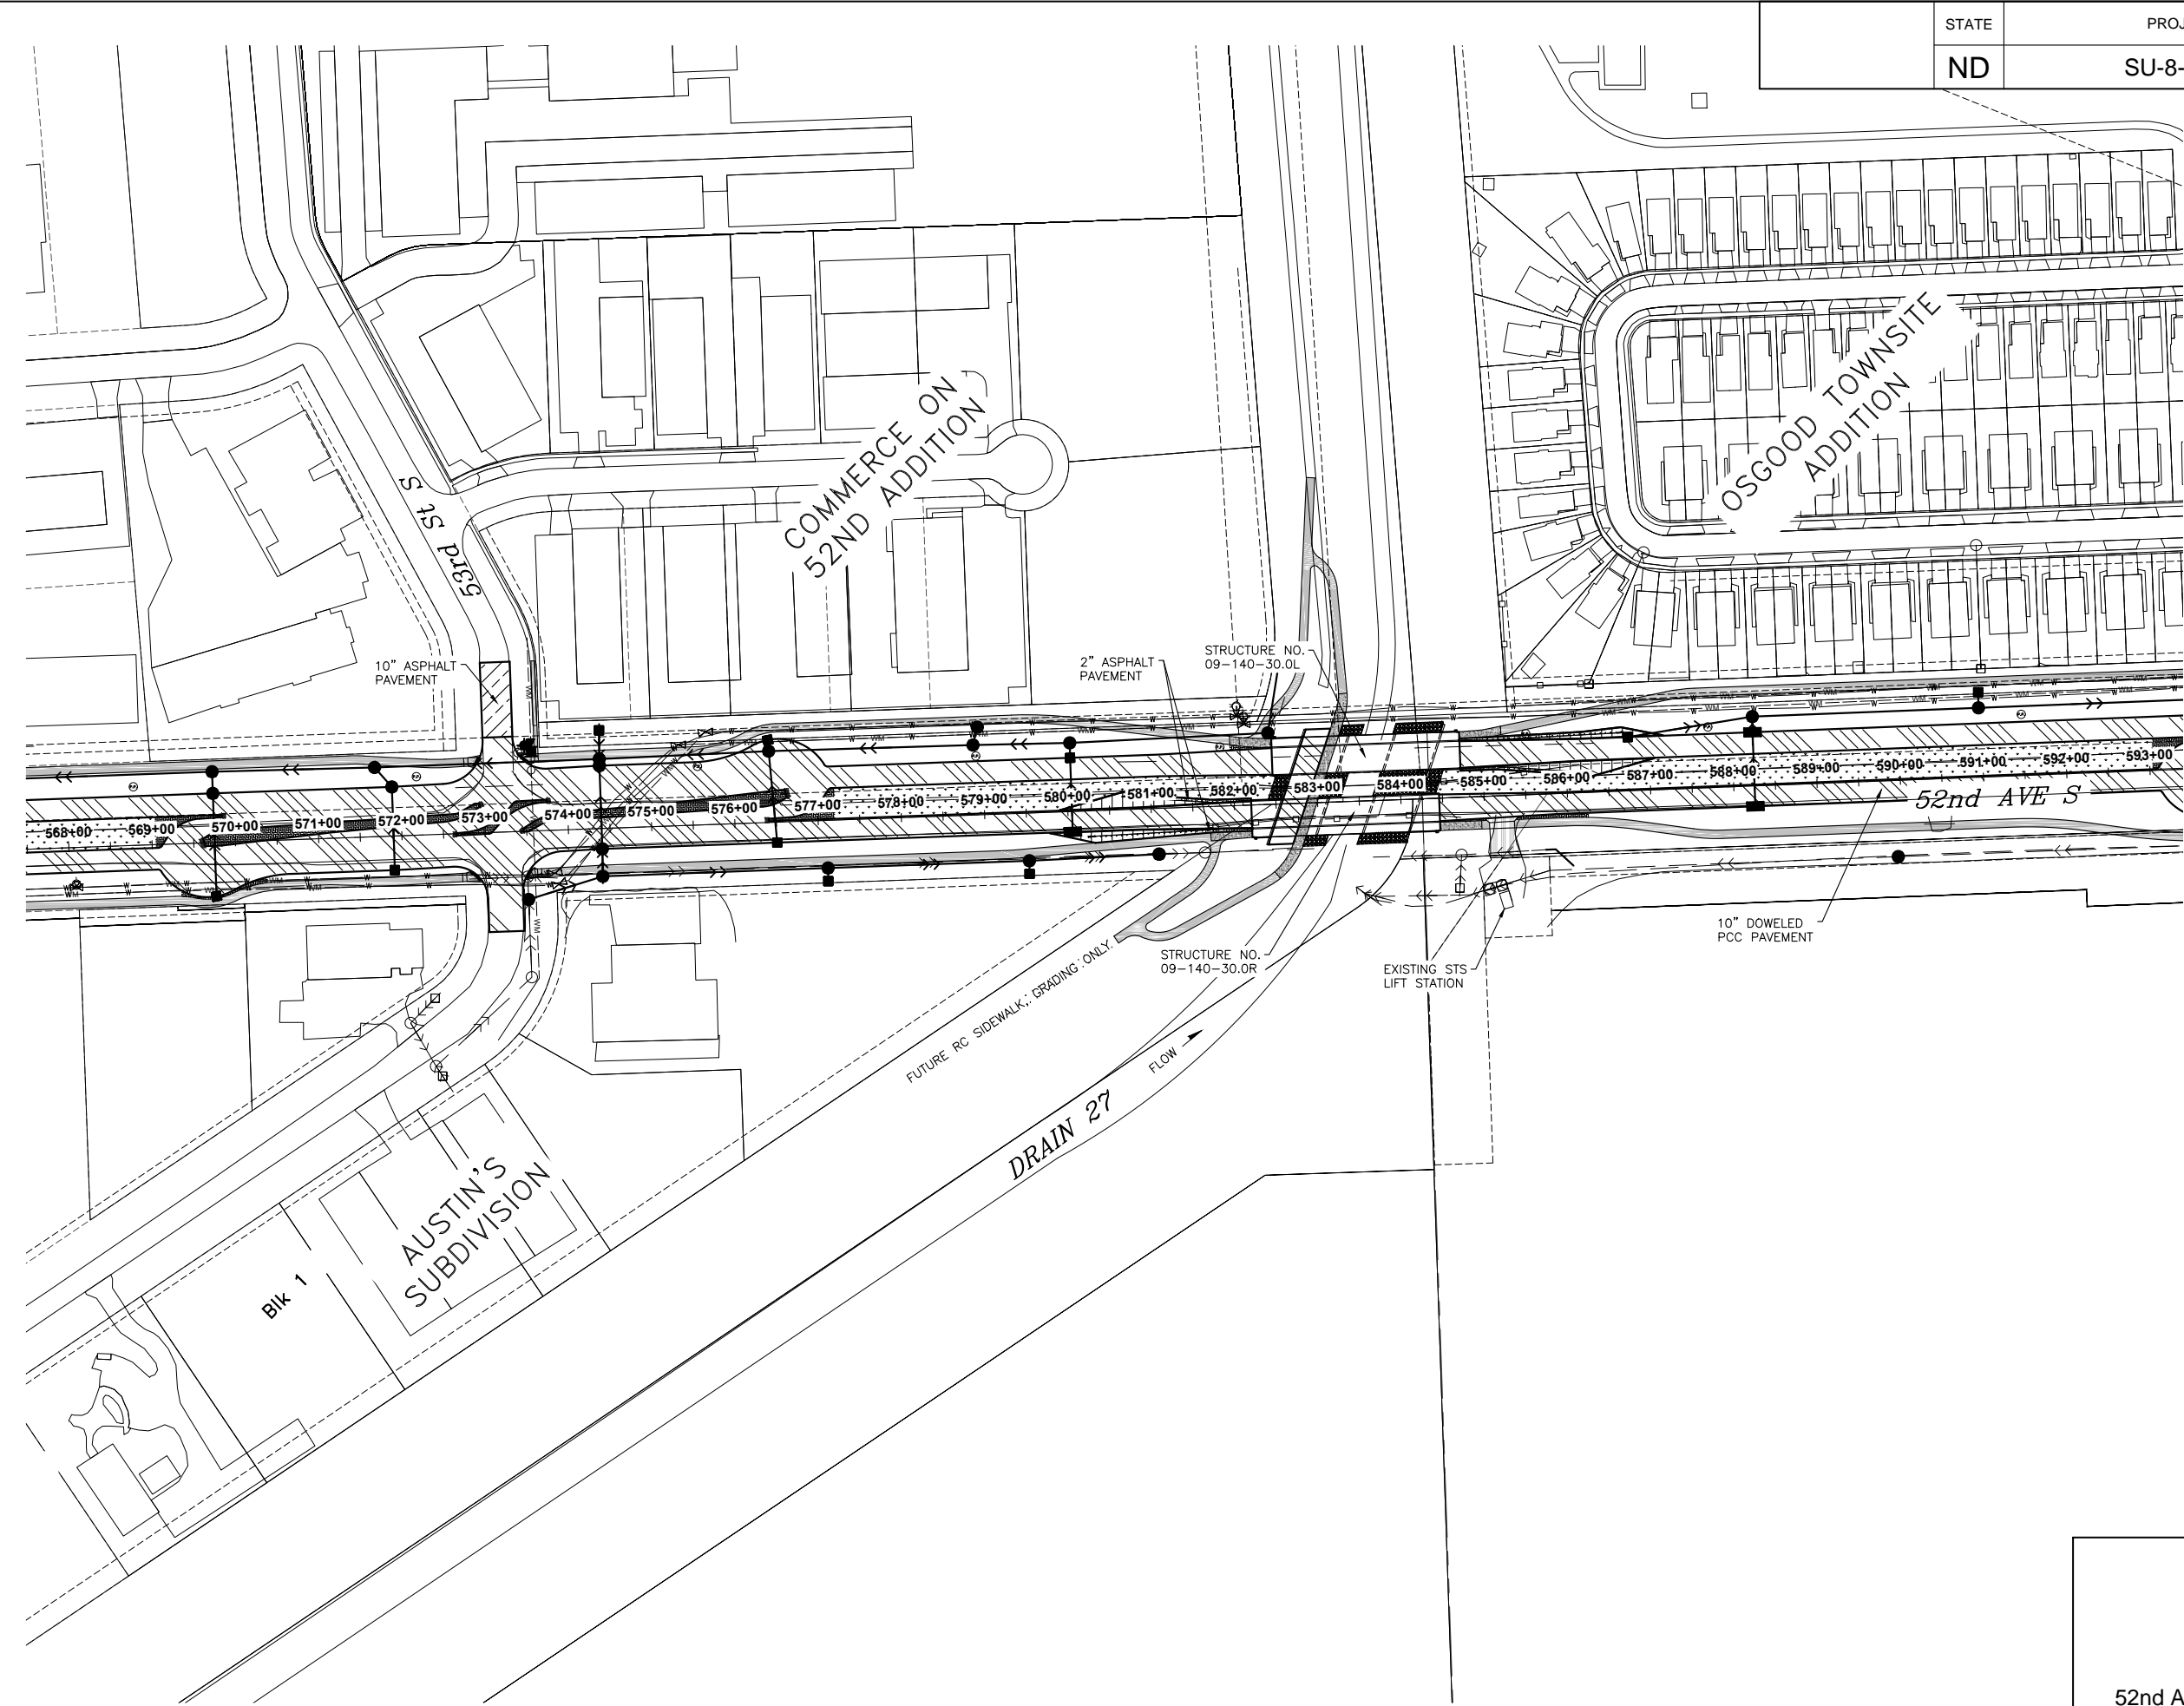 STATE
PROJ
ND
SU-8-
OSGOOD TOWNSITE
ADDITION
COMMERCE ON
52ND ADDITION
53rd St S
10" ASPHALT
PAVEMENT
2" ASPHALT
PAVEMENT
STRUCTURE NO.
09-140-30.0L
568+00
569+00
570+00
571+00
572+00
573+00
574+00
575+00
576+00
577+00
578+00
579+00
580+00
581+00
582+00
583+00
584+00
585+00
586+00
587+00
588+00
589+00
590+00
591+00
592+00
593+00
52nd AVE S
10" DOWELED
PCC PAVEMENT
STRUCTURE NO.
09-140-30.0R
EXISTING STS
LIFT STATION
FUTURE RC SIDEWALK, GRADING ONLY.
FLOW
DRAIN 27
AUSTIN'S
SUBDIVISION
Blk 1
52nd A